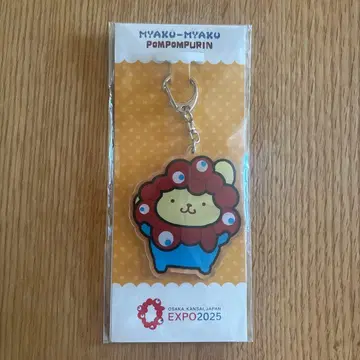 MYAKU-MYAKU
POMPOMPURIN
OSAKA, KANSAI, JAPAN
EXPO2025